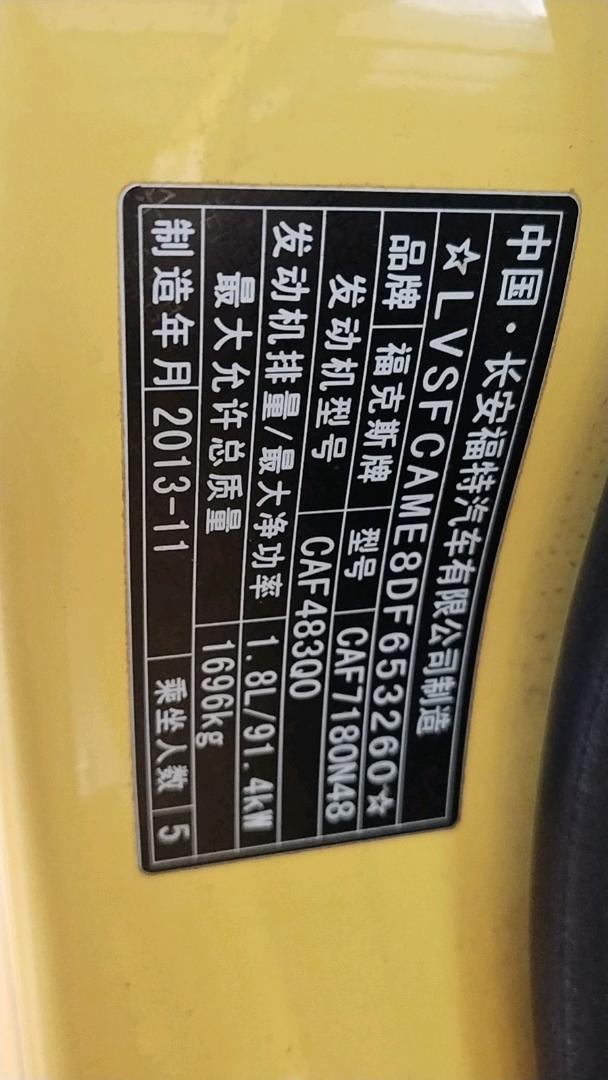 中国·长安福特汽车有限公司制造
☆LVSFCAME8DF653260☆
品牌 福克斯牌 型号 CAF7180N48
发动机型号 CAF483Q0
发动机排量/最大净功率 1.8L/91.4kW
最大允许总质量 1696kg
制造年月 2013-11 乘坐人数 5